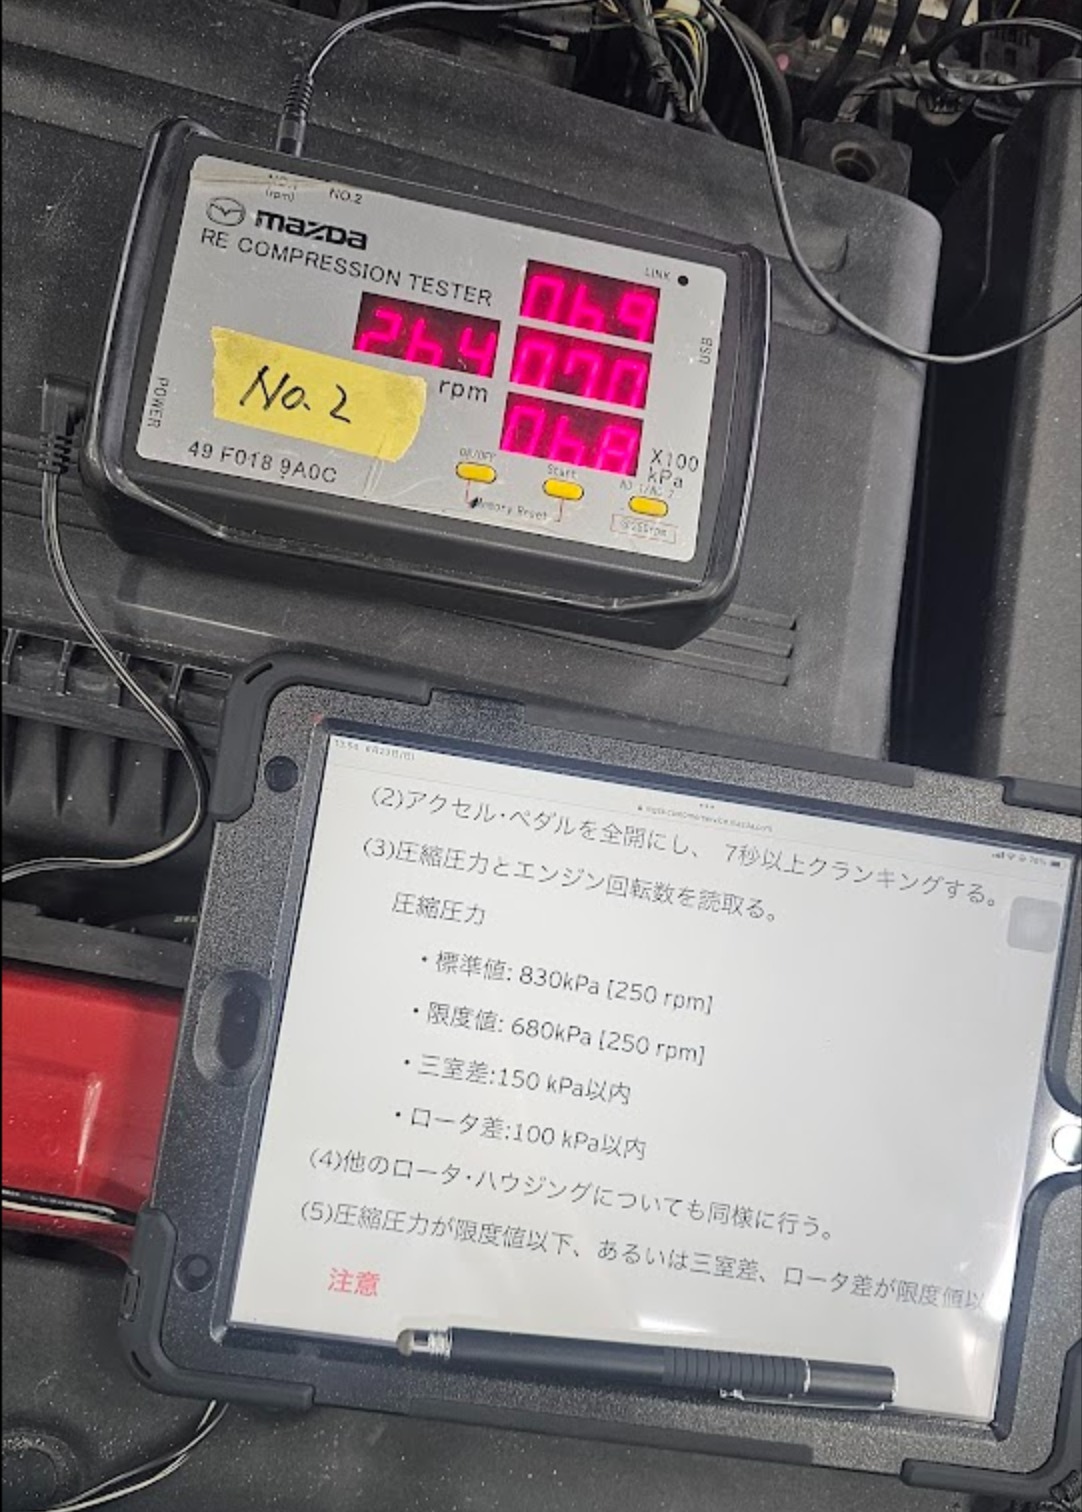 (rpm)
NO.2
mazda
RE COMPRESSION TESTER
LINK
USB
069
264
070
rpm
068
No. 2
POWER
X100
kPa
ON/OFF
Start
Memory Reset
49 F018 9A0C
(2)アクセル・ペダルを全開にし、 7秒以上クランキングする。
(3)圧縮圧力とエンジン回転数を読取る。
圧縮圧力
・標準値: 830kPa [250 rpm]
・限度値: 680kPa [250 rpm]
・三室差:150 kPa以内
・ロータ差:100 kPa以内
(4)他のロータ・ハウジングについても同様に行う。
(5)圧縮圧力が限度値以下、あるいは三室差、ロータ差が限度値以
注意